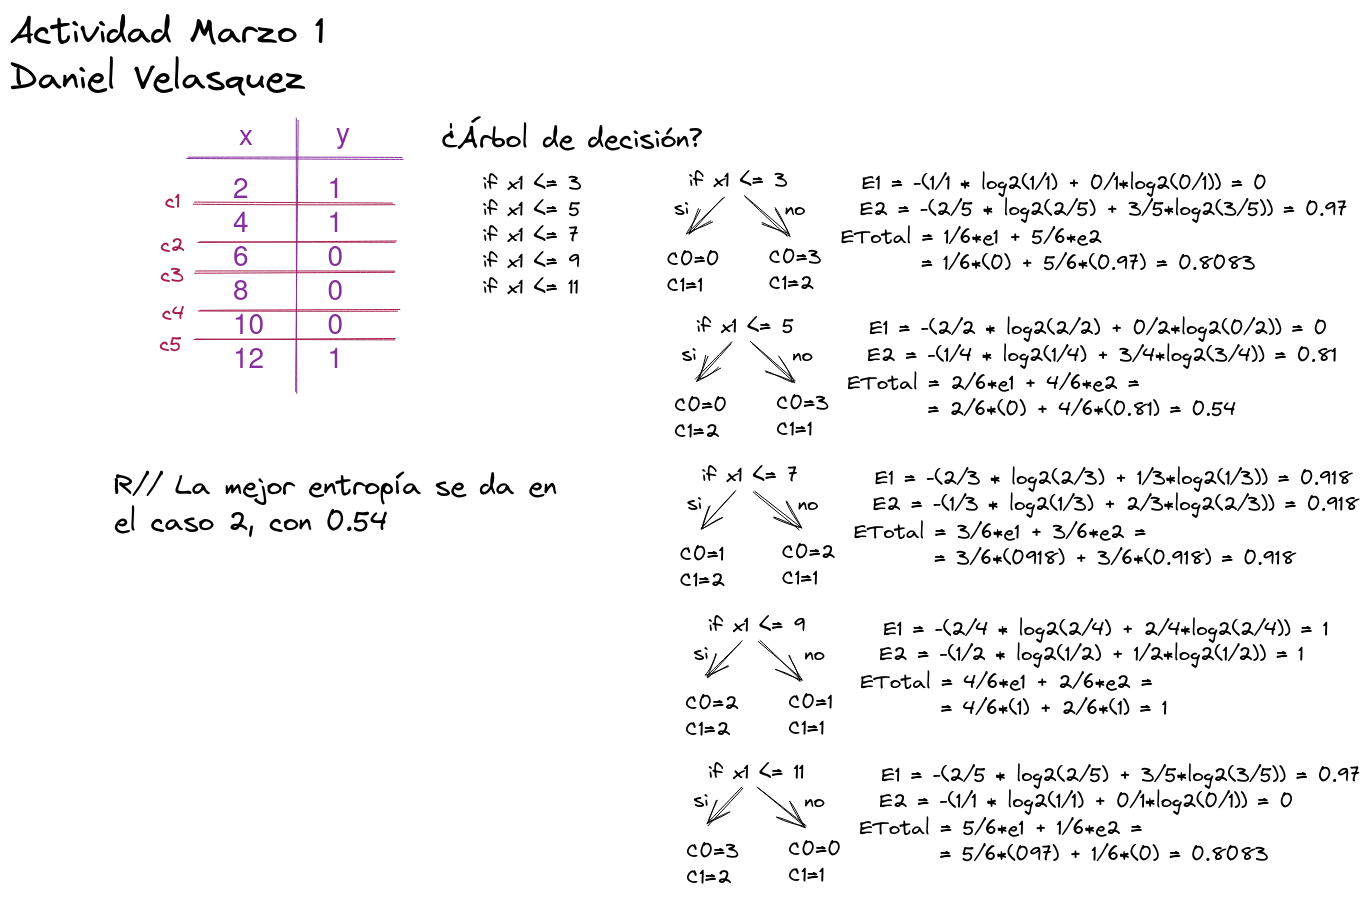 Actividad Marzo 1
Daniel Velasquez
x y
2 1
c1
4 1
c2
6 0
c3
8 0
c4
10 0
c5
12 1
R// La mejor entropía se da en
el caso 2, con 0.54
¿Árbol de decisión?
if x1 <= 3
if x1 <= 5
if x1 <= 7
if x1 <= 9
if x1 <= 11
if x1 <= 3
si no
C0=0 C0=3
C1=1 C1=2
E1 = -(1/1 * log2(1/1) + 0/1*log2(0/1)) = 0
E2 = -(2/5 * log2(2/5) + 3/5*log2(3/5)) = 0.97
ETotal = 1/6*e1 + 5/6*e2
= 1/6*(0) + 5/6*(0.97) = 0.8083
if x1 <= 5
si no
C0=0 C0=3
C1=2 C1=1
E1 = -(2/2 * log2(2/2) + 0/2*log2(0/2)) = 0
E2 = -(1/4 * log2(1/4) + 3/4*log2(3/4)) = 0.81
ETotal = 2/6*e1 + 4/6*e2 =
= 2/6*(0) + 4/6*(0.81) = 0.54
if x1 <= 7
si no
C0=1 C0=2
C1=2 C1=1
E1 = -(2/3 * log2(2/3) + 1/3*log2(1/3)) = 0.918
E2 = -(1/3 * log2(1/3) + 2/3*log2(2/3)) = 0.918
ETotal = 3/6*e1 + 3/6*e2 =
= 3/6*(0918) + 3/6*(0.918) = 0.918
if x1 <= 9
si no
C0=2 C0=1
C1=2 C1=1
E1 = -(2/4 * log2(2/4) + 2/4*log2(2/4)) = 1
E2 = -(1/2 * log2(1/2) + 1/2*log2(1/2)) = 1
ETotal = 4/6*e1 + 2/6*e2 =
= 4/6*(1) + 2/6*(1) = 1
if x1 <= 11
si no
C0=3 C0=0
C1=2 C1=1
E1 = -(2/5 * log2(2/5) + 3/5*log2(3/5)) = 0.97
E2 = -(1/1 * log2(1/1) + 0/1*log2(0/1)) = 0
ETotal = 5/6*e1 + 1/6*e2 =
= 5/6*(097) + 1/6*(0) = 0.8083